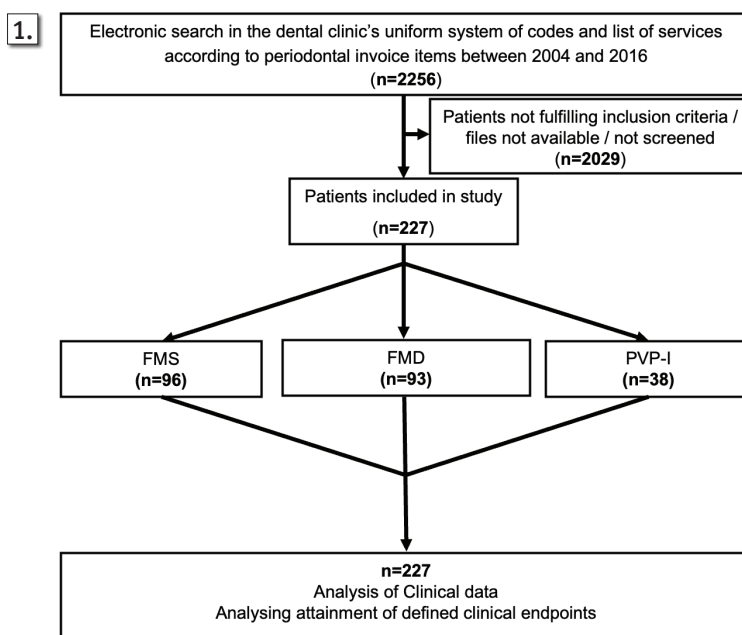 1.
Electronic search in the dental clinic's uniform system of codes and list of services
according to periodontal invoice items between 2004 and 2016
(n=2256)
Patients not fulfilling inclusion criteria /
files not available / not screened
(n=2029)
Patients included in study
(n=227)
FMS
(n=96)
FMD
(n=93)
PVP-I
(n=38)
n=227
Analysis of Clinical data
Analysing attainment of defined clinical endpoints